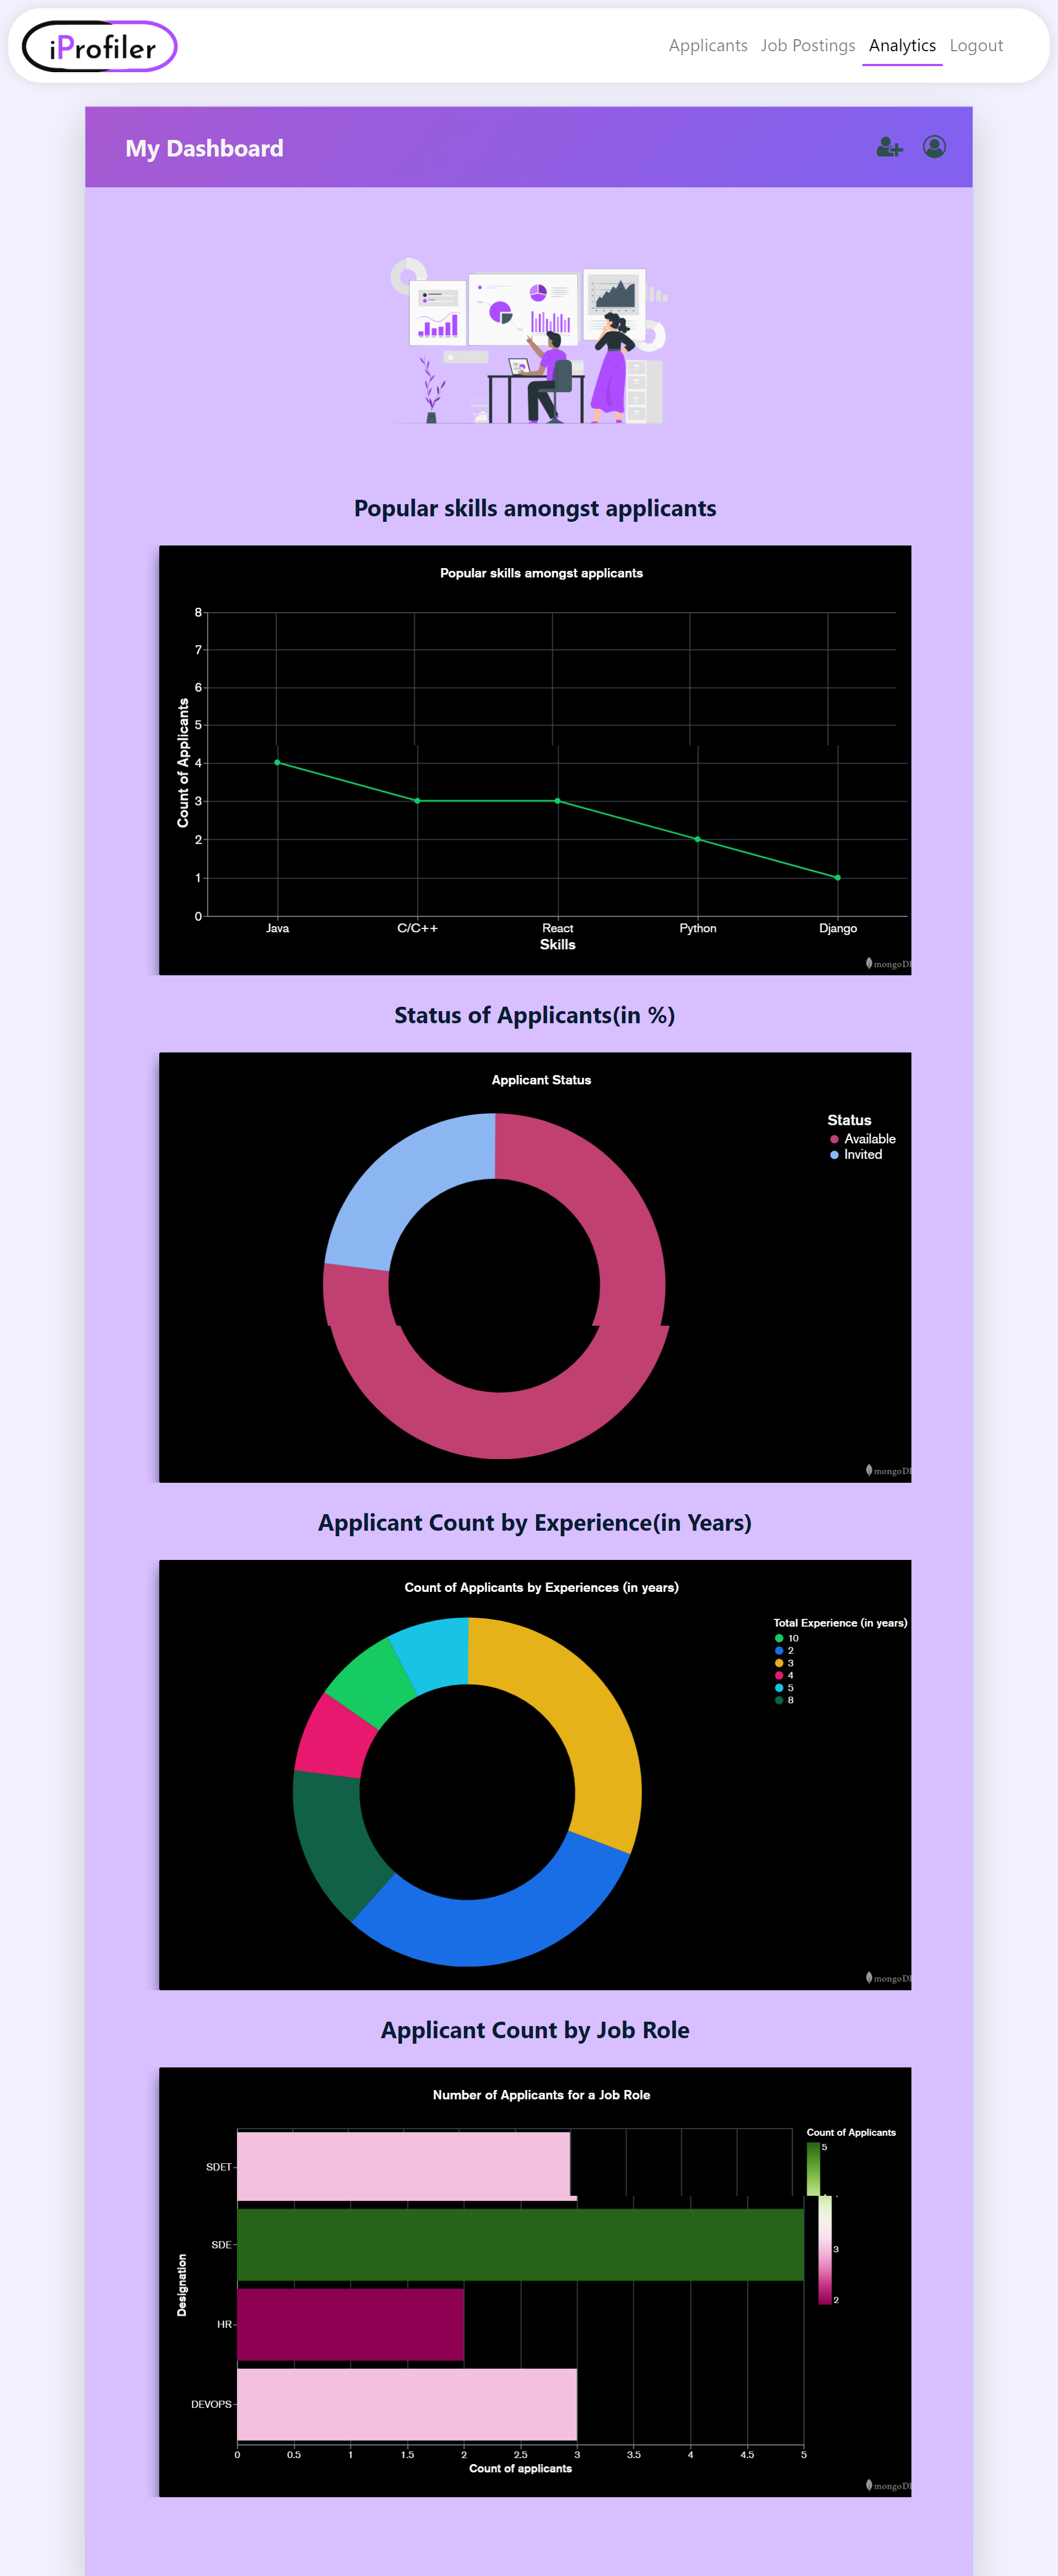 iProfiler
Applicants Job Postings Analytics Logout
My Dashboard
Popular skills amongst applicants
Popular skills amongst applicants
8
7
6
5
4
3
2
1
0
Count of Applicants
Java C/C++ React Python Django
Skills
mongoDB
Status of Applicants(in %)
Applicant Status
Status
Available
Invited
mongoDB
Applicant Count by Experience(in Years)
Count of Applicants by Experiences (in years)
Total Experience (in years)
10
2
3
4
5
8
mongoDB
Applicant Count by Job Role
Number of Applicants for a Job Role
Count of Applicants
5
3
2
Designation
SDET
SDE
HR
DEVOPS
0 0.5 1 1.5 2 2.5 3 3.5 4 4.5 5
Count of applicants
mongoDB